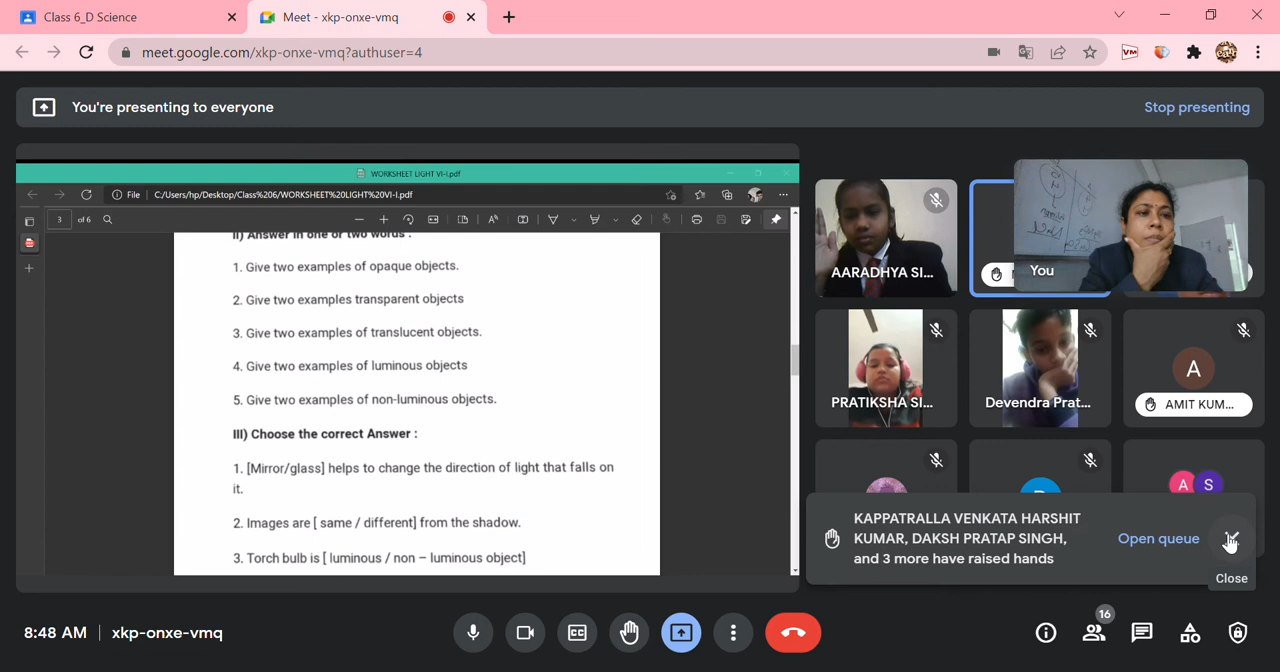 Class 6_D Science
Meet - xkp-onxe-vmq
meet.google.com/xkp-onxe-vmq?authuser=4
You're presenting to everyone
Stop presenting
WORKSHEET LIGHT VI-I.pdf
File
C:/Users/hp/Desktop/Class%206/WORKSHEET%20LIGHT%20VI-I.pdf
3 of 6
II) Answer in one or two words :
1. Give two examples of opaque objects.
2. Give two examples transparent objects
3. Give two examples of translucent objects.
4. Give two examples of luminous objects
5. Give two examples of non-luminous objects.
III) Choose the correct Answer :
1. [Mirror/glass] helps to change the direction of light that falls on
it.
2. Images are [ same / different] from the shadow.
3. Torch bulb is [ luminous / non – luminous object]
AARADHYA SI...
You
PRATIKSHA SI...
Devendra Prat...
A
AMIT KUM...
A S
KAPPATRALLA VENKATA HARSHIT
KUMAR, DAKSH PRATAP SINGH,
and 3 more have raised hands
Open queue
Close
8:48 AM
xkp-onxe-vmq
16